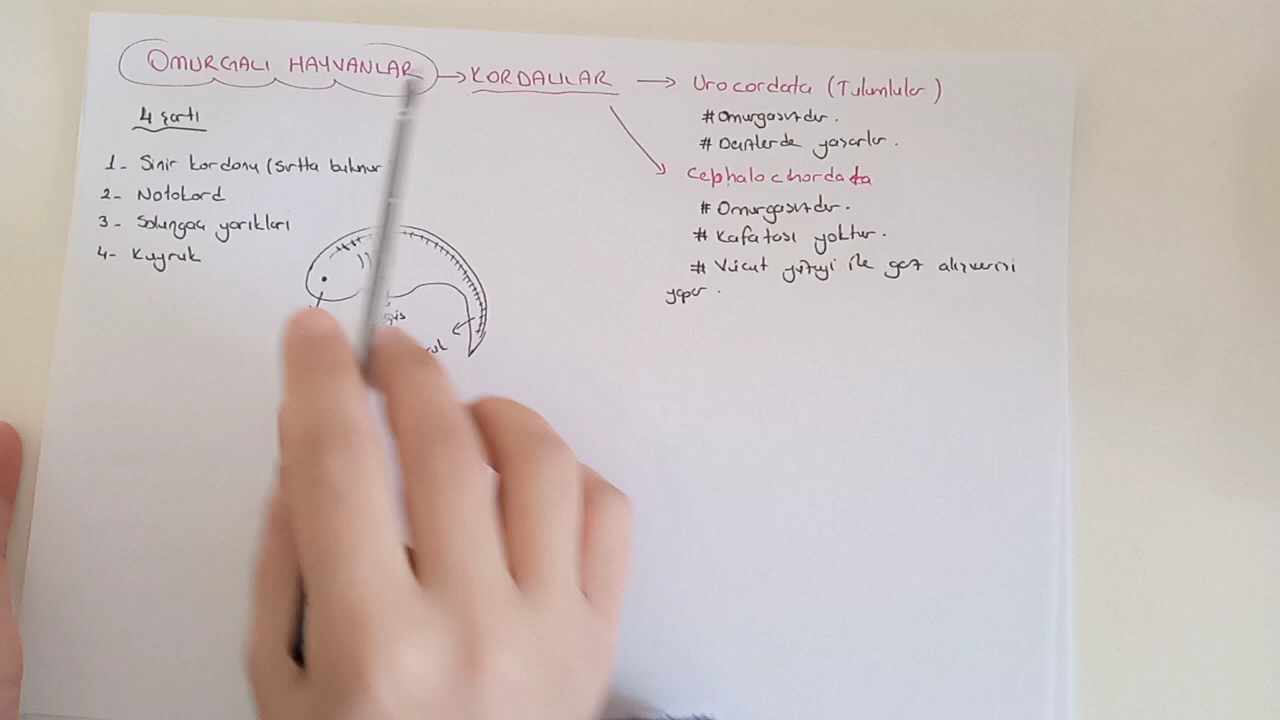 OMURGALI HAYVANLAR → KORDALILAR → Urocordata (Tulumlular)
4 şartı
1- Sinir kordonu (Sırtta bulunur
2- Notokord
3- Solungaç yarıkları
4- Kuyruk
# Omurgasızdır.
# Denizlerde yaşarlar.
Cephalochordata
# Omurgasızdır.
# Kafatası yoktur.
# Vücut yüzeyi ile gaz alışverişi
yapar.